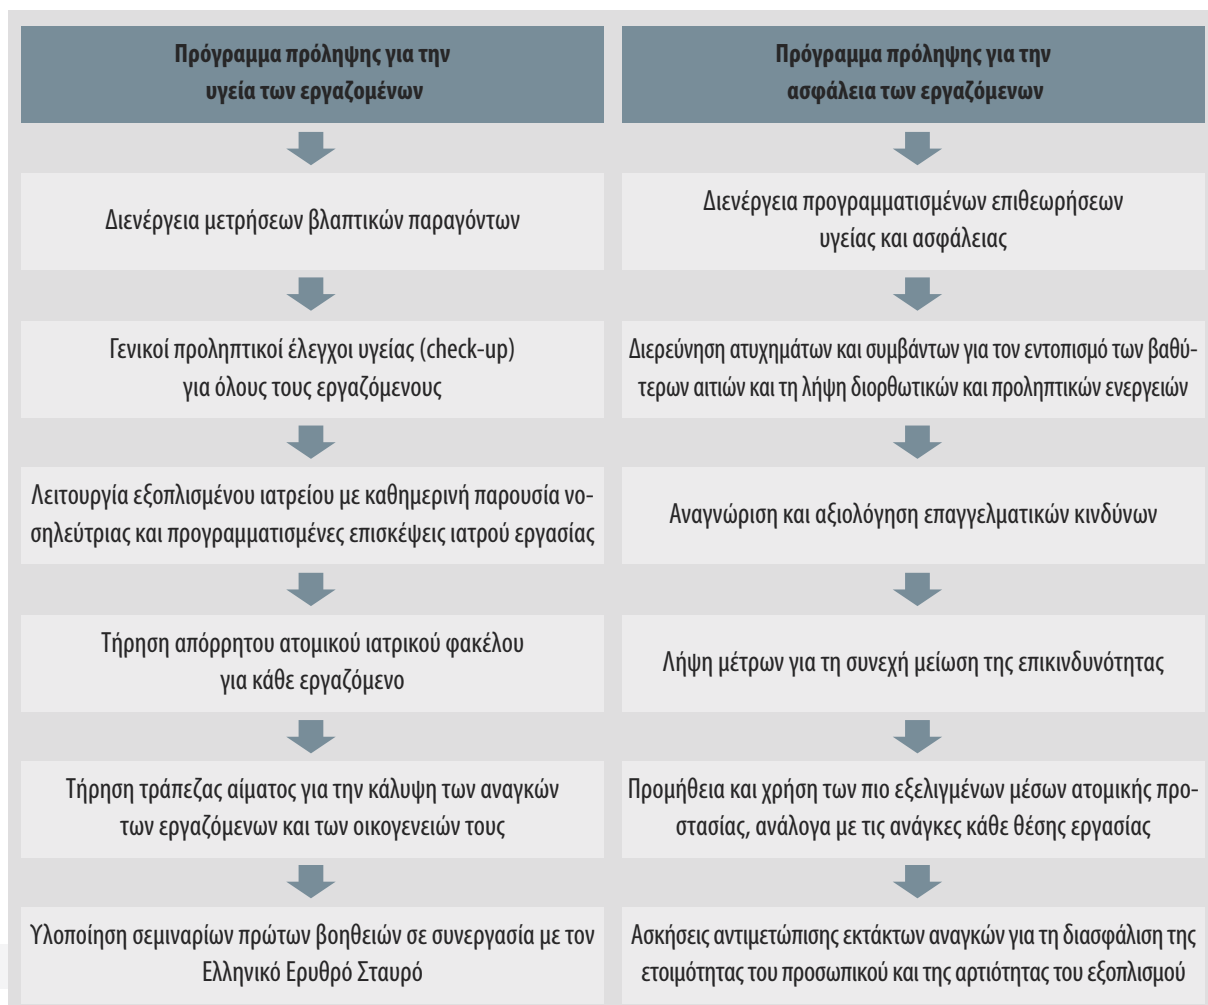 Πρόγραμμα πρόληψης για την
υγεία των εργαζομένων
Διενέργεια μετρήσεων βλαπτικών παραγόντων
Γενικοί προληπτικοί έλεγχοι υγείας (check-up)
για όλους τους εργαζόμενους
Λειτουργία εξοπλισμένου ιατρείου με καθημερινή παρουσία νο-
σηλεύτριας και προγραμματισμένες επισκέψεις ιατρού εργασίας
Τήρηση απόρρητου ατομικού ιατρικού φακέλου
για κάθε εργαζόμενο
Τήρηση τράπεζας αίματος για την κάλυψη των αναγκών
των εργαζόμενων και των οικογενειών τους
Υλοποίηση σεμιναρίων πρώτων βοηθειών σε συνεργασία με τον
Ελληνικό Ερυθρό Σταυρό
Πρόγραμμα πρόληψης για την
ασφάλεια των εργαζόμενων
Διενέργεια προγραμματισμένων επιθεωρήσεων
υγείας και ασφάλειας
Διερεύνηση ατυχημάτων και συμβάντων για τον εντοπισμό των βαθύ-
τερων αιτιών και τη λήψη διορθωτικών και προληπτικών ενεργειών
Αναγνώριση και αξιολόγηση επαγγελματικών κινδύνων
Λήψη μέτρων για τη συνεχή μείωση της επικινδυνότητας
Προμήθεια και χρήση των πιο εξελιγμένων μέσων ατομικής προ-
στασίας, ανάλογα με τις ανάγκες κάθε θέσης εργασίας
Ασκήσεις αντιμετώπισης εκτάκτων αναγκών για τη διασφάλιση της
ετοιμότητας του προσωπικού και της αρτιότητας του εξοπλισμού